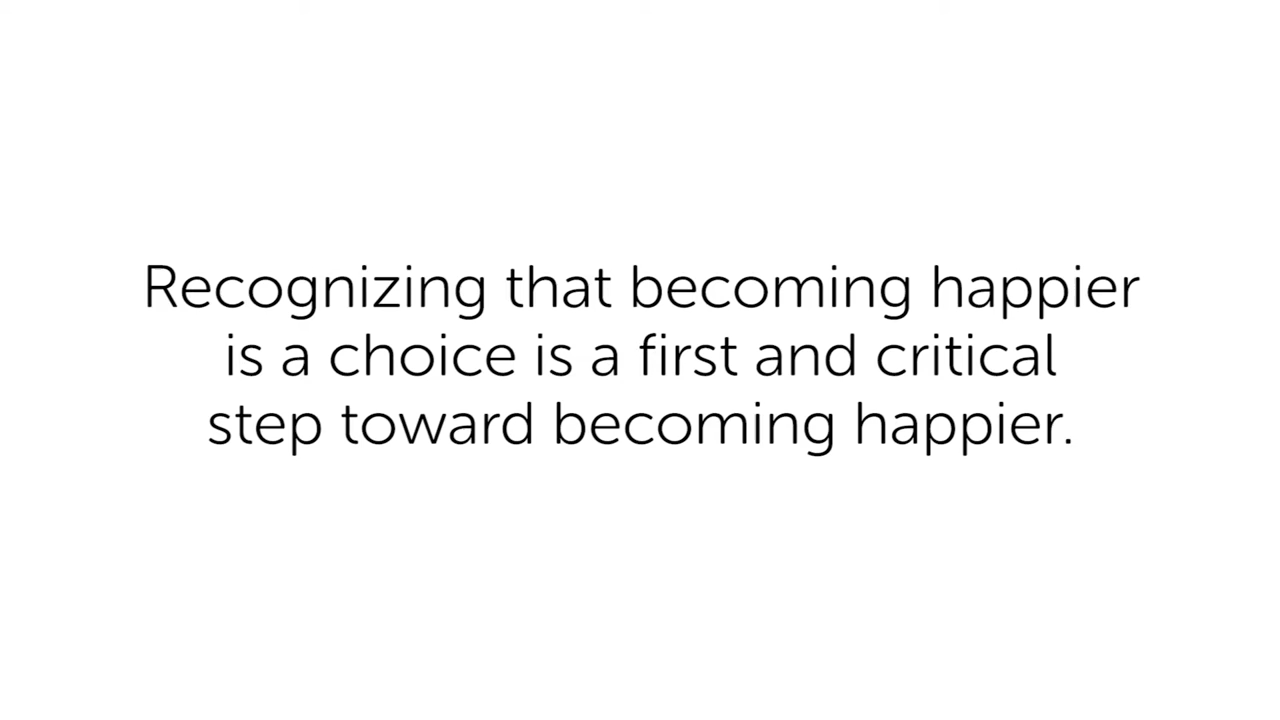 Recognizing that becoming happier
is a choice is a first and critical
step toward becoming happier.